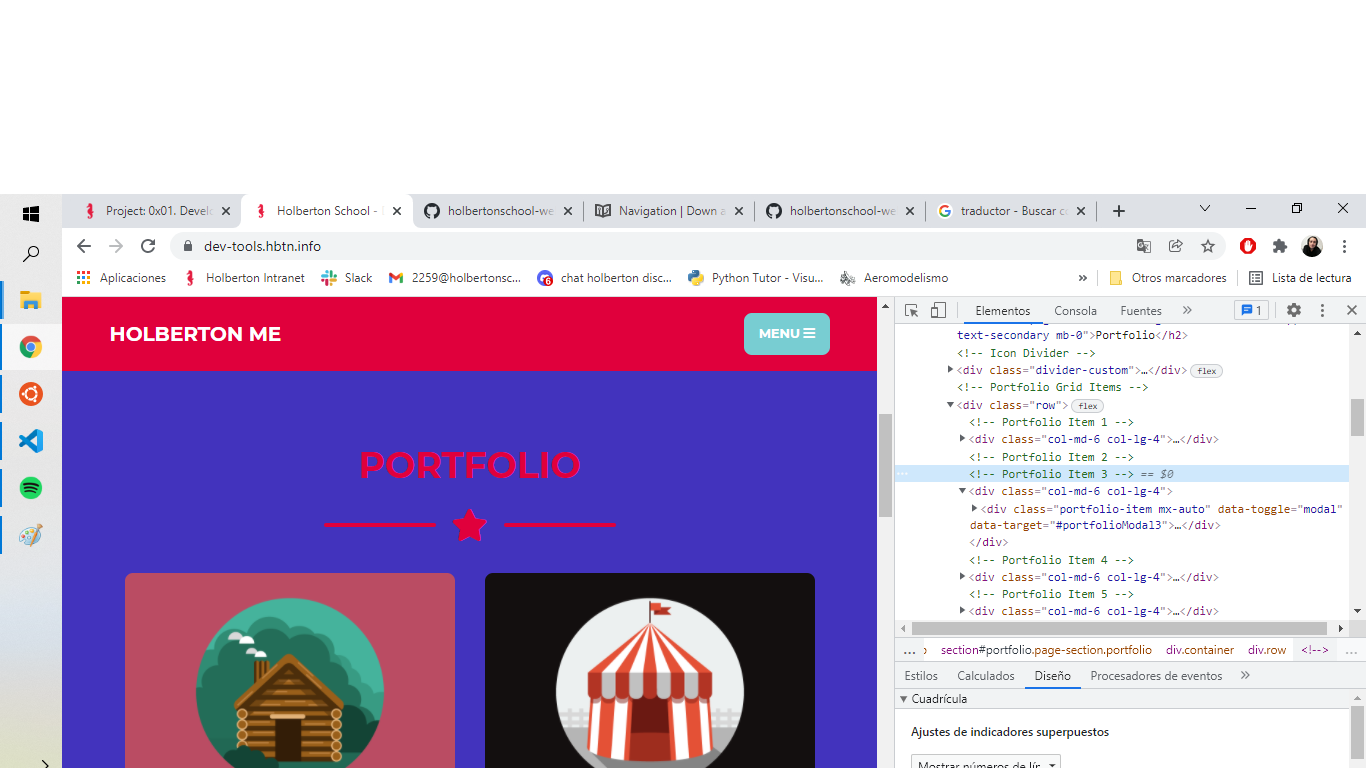 Project: 0x01. Develo
Holberton School -
holbertonschool-we
Navigation | Down a
holbertonschool-we
traductor - Buscar c
dev-tools.hbtn.info
Aplicaciones
Holberton Intranet
Slack
2259@holbertonsc...
6
chat holberton disc...
Python Tutor - Visu...
Aeromodelismo
»
Otros marcadores
Lista de lectura
HOLBERTON ME
MENU
PORTFOLIO
Elementos
Consola
Fuentes
»
1
text-secondary mb-0">Portfolio</h2>
<!-- Icon Divider -->
<div class="divider-custom">…</div> flex
<!-- Portfolio Grid Items -->
<div class="row"> flex
<!-- Portfolio Item 1 -->
<div class="col-md-6 col-lg-4">…</div>
<!-- Portfolio Item 2 -->
<!-- Portfolio Item 3 --> == $0
<div class="col-md-6 col-lg-4">
<div class="portfolio-item mx-auto" data-toggle="modal"
data-target="#portfolioModal3">…</div>
</div>
<!-- Portfolio Item 4 -->
<div class="col-md-6 col-lg-4">…</div>
<!-- Portfolio Item 5 -->
<div class="col-md-6 col-lg-4">…</div>
... section#portfolio.page-section.portfolio div.container div.row <!--> ...
Estilos
Calculados
Diseño
Procesadores de eventos
»
Cuadrícula
Ajustes de indicadores superpuestos
Mostrar números de lír